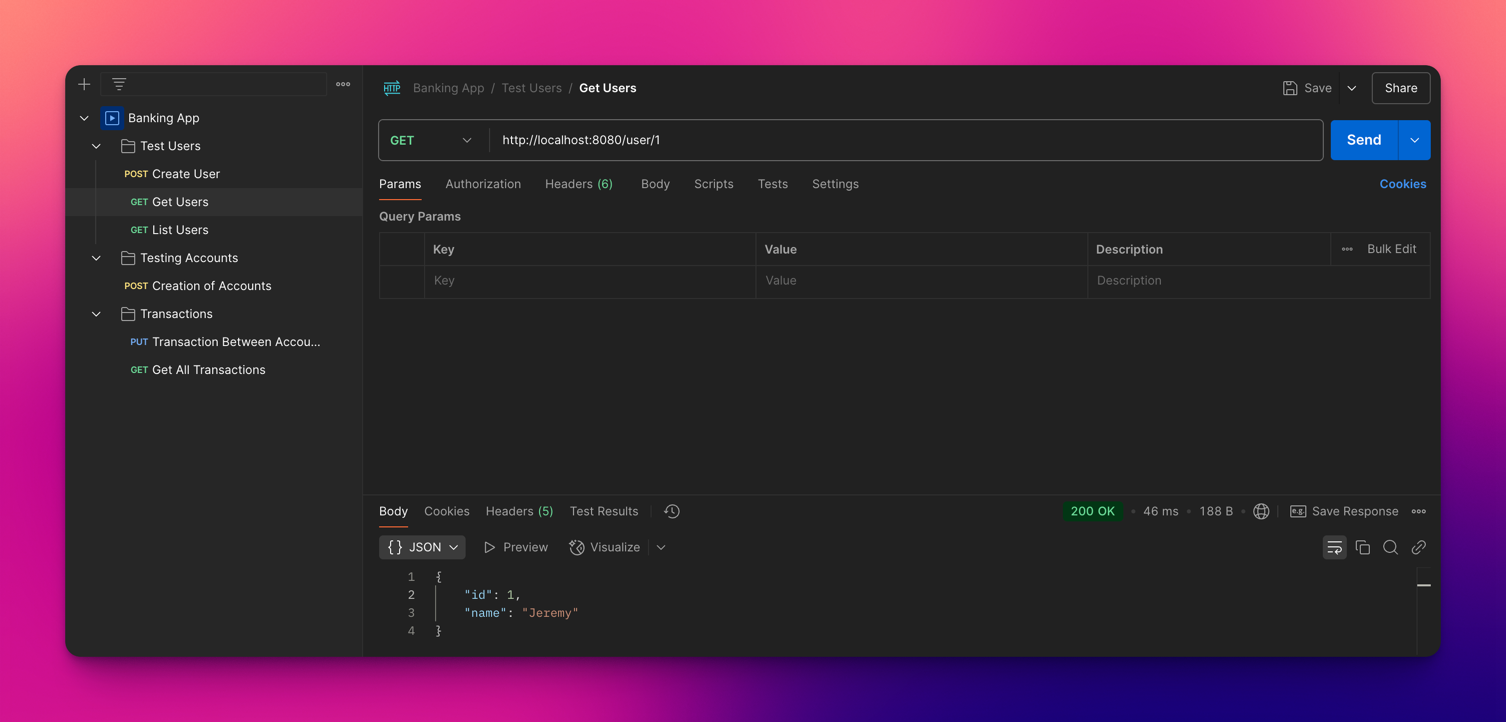 Banking App
Test Users
POST Create User
GET Get Users
GET List Users
Testing Accounts
POST Creation of Accounts
Transactions
PUT Transaction Between Accou...
GET Get All Transactions
HTTP Banking App / Test Users / Get Users
Save
Share
GET http://localhost:8080/user/1
Send
Params Authorization Headers (6) Body Scripts Tests Settings Cookies
Query Params
Key Value Description Bulk Edit
Key Value Description
Body Cookies Headers (5) Test Results 200 OK • 46 ms • 188 B • e.g. Save Response
{} JSON Preview Visualize
1 {
2 "id": 1,
3 "name": "Jeremy"
4 }